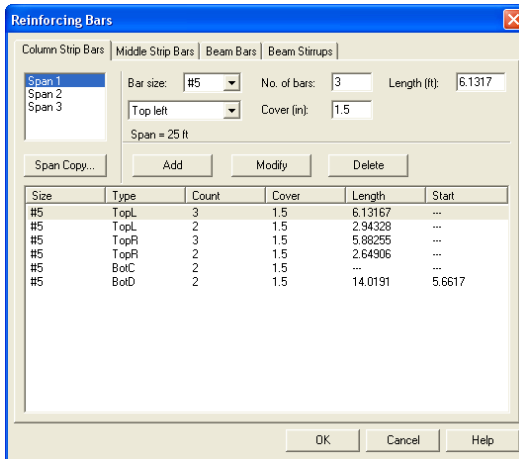 Reinforcing Bars
Column Strip Bars Middle Strip Bars Beam Bars Beam Stirrups
Span 1
Span 2
Span 3
Bar size: #5 No. of bars: 3 Length (ft): 6.1317
Top left Cover (in): 1.5
Span = 25 ft
Span Copy... Add Modify Delete
Size Type Count Cover Length Start
#5 TopL 3 1.5 6.13167 ---
#5 TopL 2 1.5 2.94328 ---
#5 TopR 3 1.5 5.88255 ---
#5 TopR 2 1.5 2.64906 ---
#5 BotC 2 1.5 --- ---
#5 BotD 2 1.5 14.0191 5.6617
OK Cancel Help